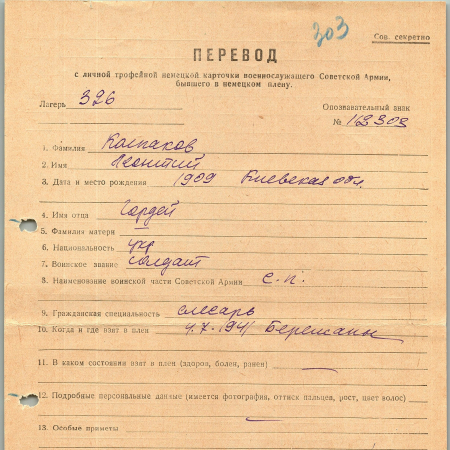 303
Сов. секретно
ПЕРЕВОД
с личной трофейной немецкой карточки военнослужащего Советской Армии,
бывшего в немецком плену.
Лагерь 326
Опознавательный знак
№ 112303
1. Фамилия Колпаков
2. Имя Леонтий
3. Дата и место рождения 1909 Киевская обл.
4. Имя отца Гордей
5. Фамилия матери —
6. Национальность укр
7. Воинское звание солдат
8. Наименование воинской части Советской Армии с.п.
9. Гражданская специальность слесарь
10. Когда и где взят в плен 4.7.1941 Бережаны
11. В каком состоянии взят в плен (здоров, болен, ранен) —
12. Подробные персональные данные (имеется фотография, оттиск пальцев, рост, цвет волос)
—
13. Особые приметы